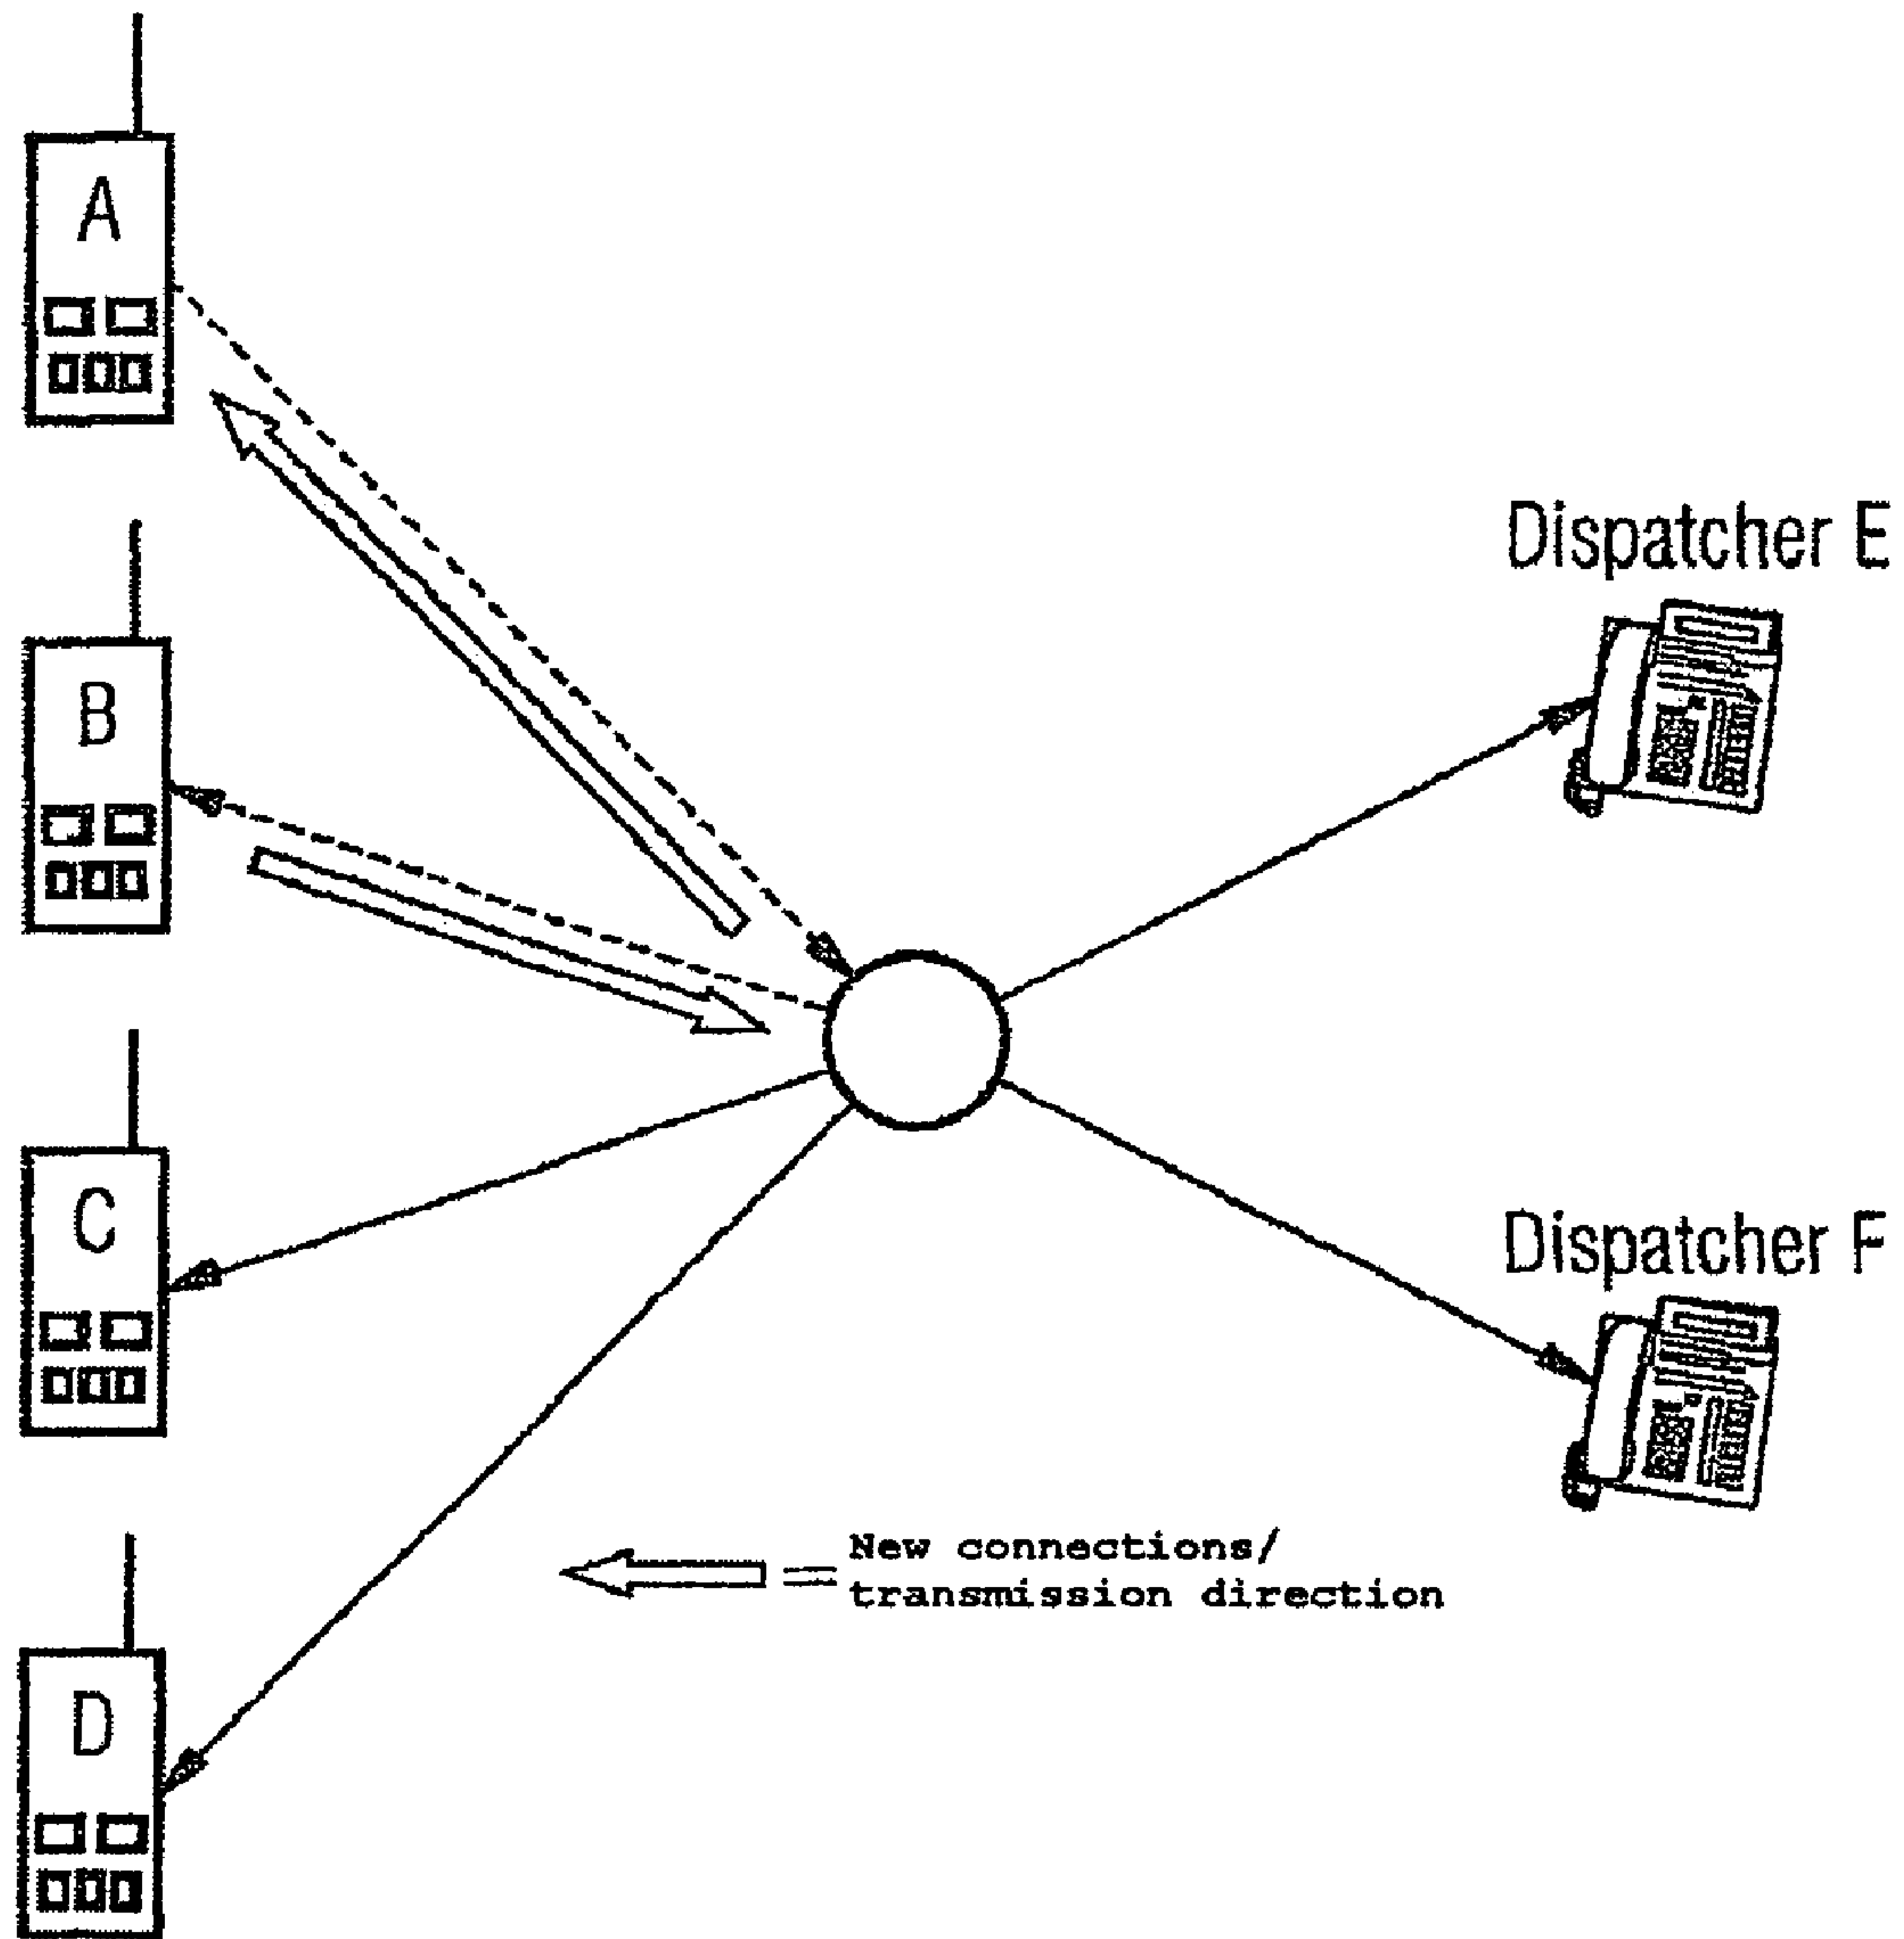 A
Dispatcher E
B
C
Dispatcher F
New connections/
transmission direction
D